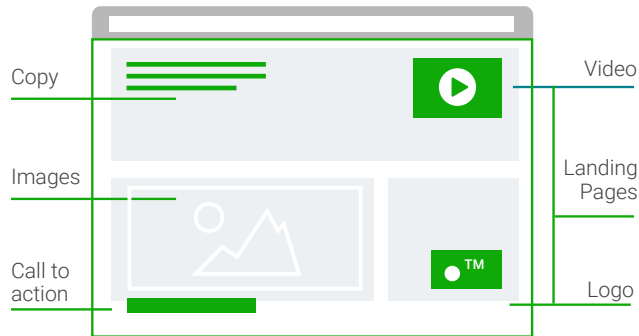 Copy
Images
Call to
action
Video
Landing
Pages
TM
Logo